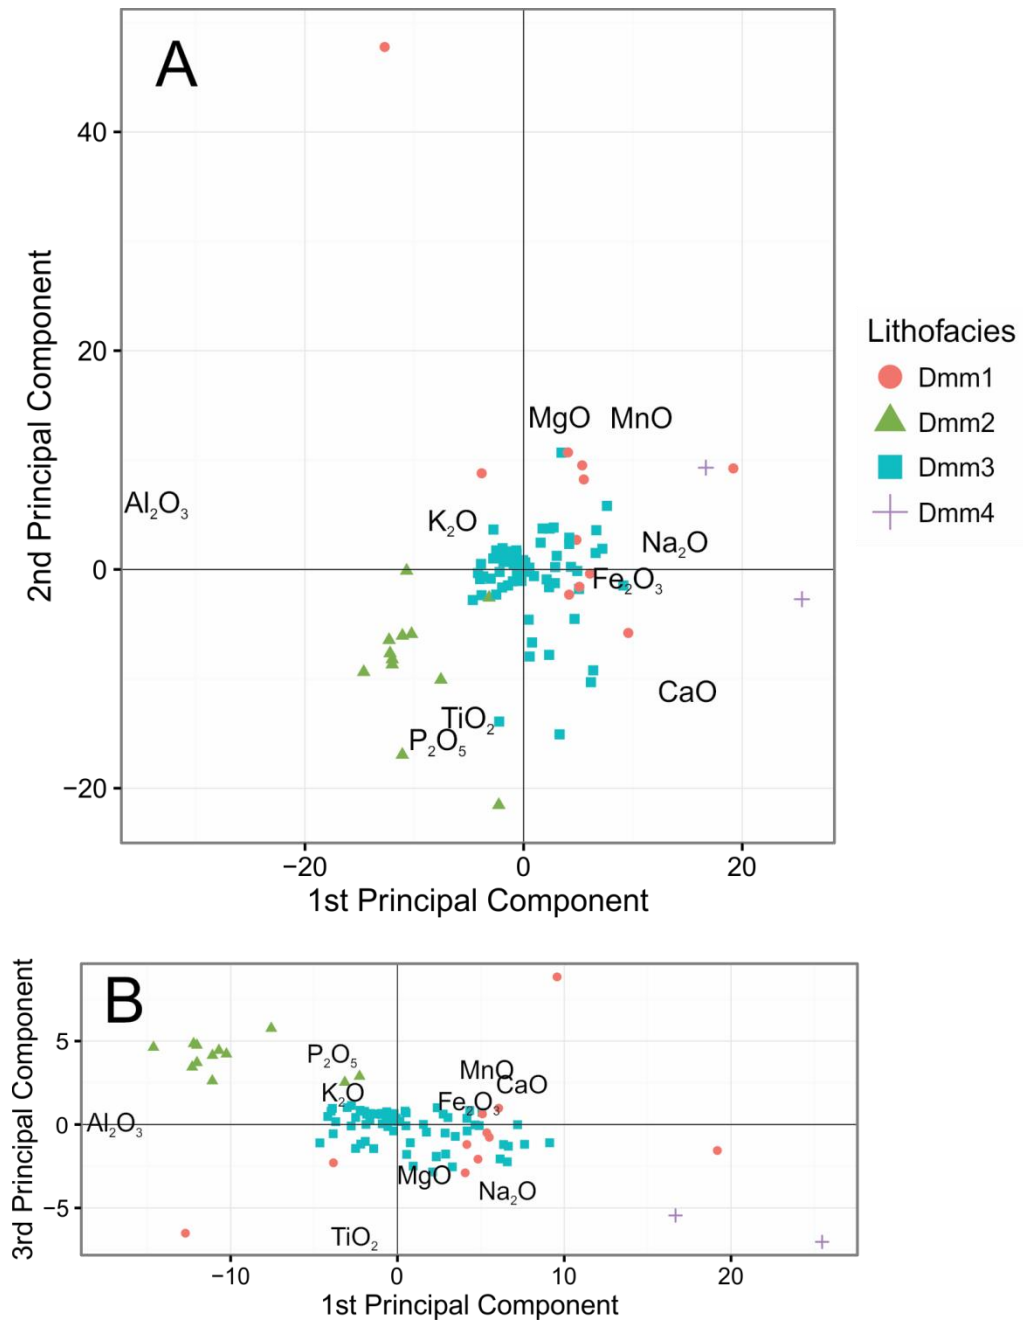 A
40
20
0
−20
2nd Principal Component
MgO MnO
Al₂O₃
K₂O
Na₂O
Fe₂O₃
CaO
TiO₂
P₂O₅
−20 0 20
1st Principal Component
Lithofacies
Dmm1
Dmm2
Dmm3
Dmm4
B
5
0
−5
3rd Principal Component
P₂O₅
MnO
K₂O
CaO
Fe₂O₃
Al₂O₃
MgO
Na₂O
TiO₂
−10 0 10 20
1st Principal Component